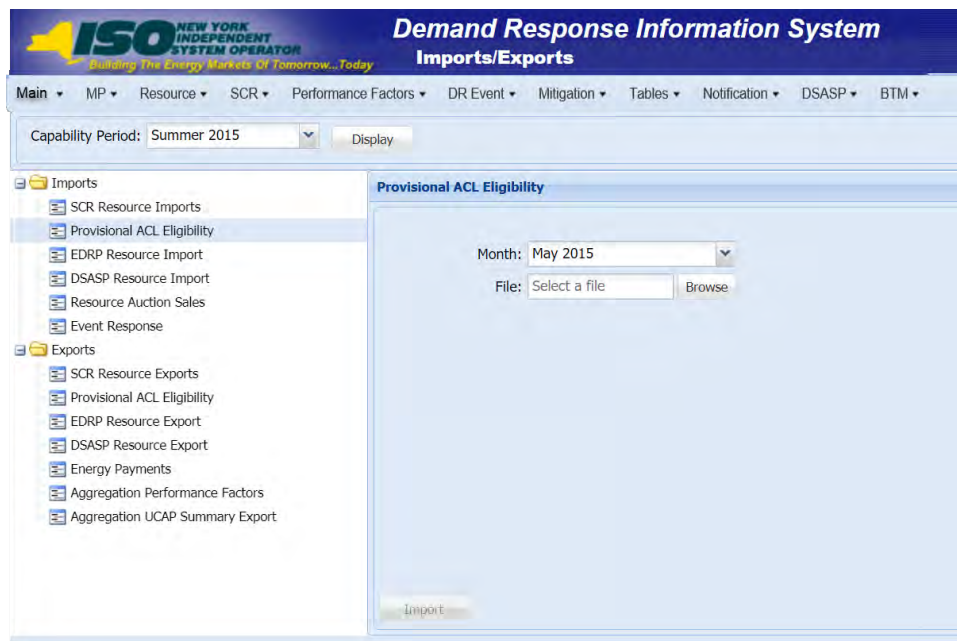 NEW YORK
INDEPENDENT
SYSTEM OPERATOR
ISO
Building The Energy Markets Of Tomorrow...Today
Demand Response Information System
Imports/Exports
Main MP Resource SCR Performance Factors DR Event Mitigation Tables Notification DSASP BTM
Capability Period: Summer 2015 Display
Imports
SCR Resource Imports
Provisional ACL Eligibility
EDRP Resource Import
DSASP Resource Import
Resource Auction Sales
Event Response
Exports
SCR Resource Exports
Provisional ACL Eligibility
EDRP Resource Export
DSASP Resource Export
Energy Payments
Aggregation Performance Factors
Aggregation UCAP Summary Export
Provisional ACL Eligibility
Month: May 2015
File: Select a file Browse
Import